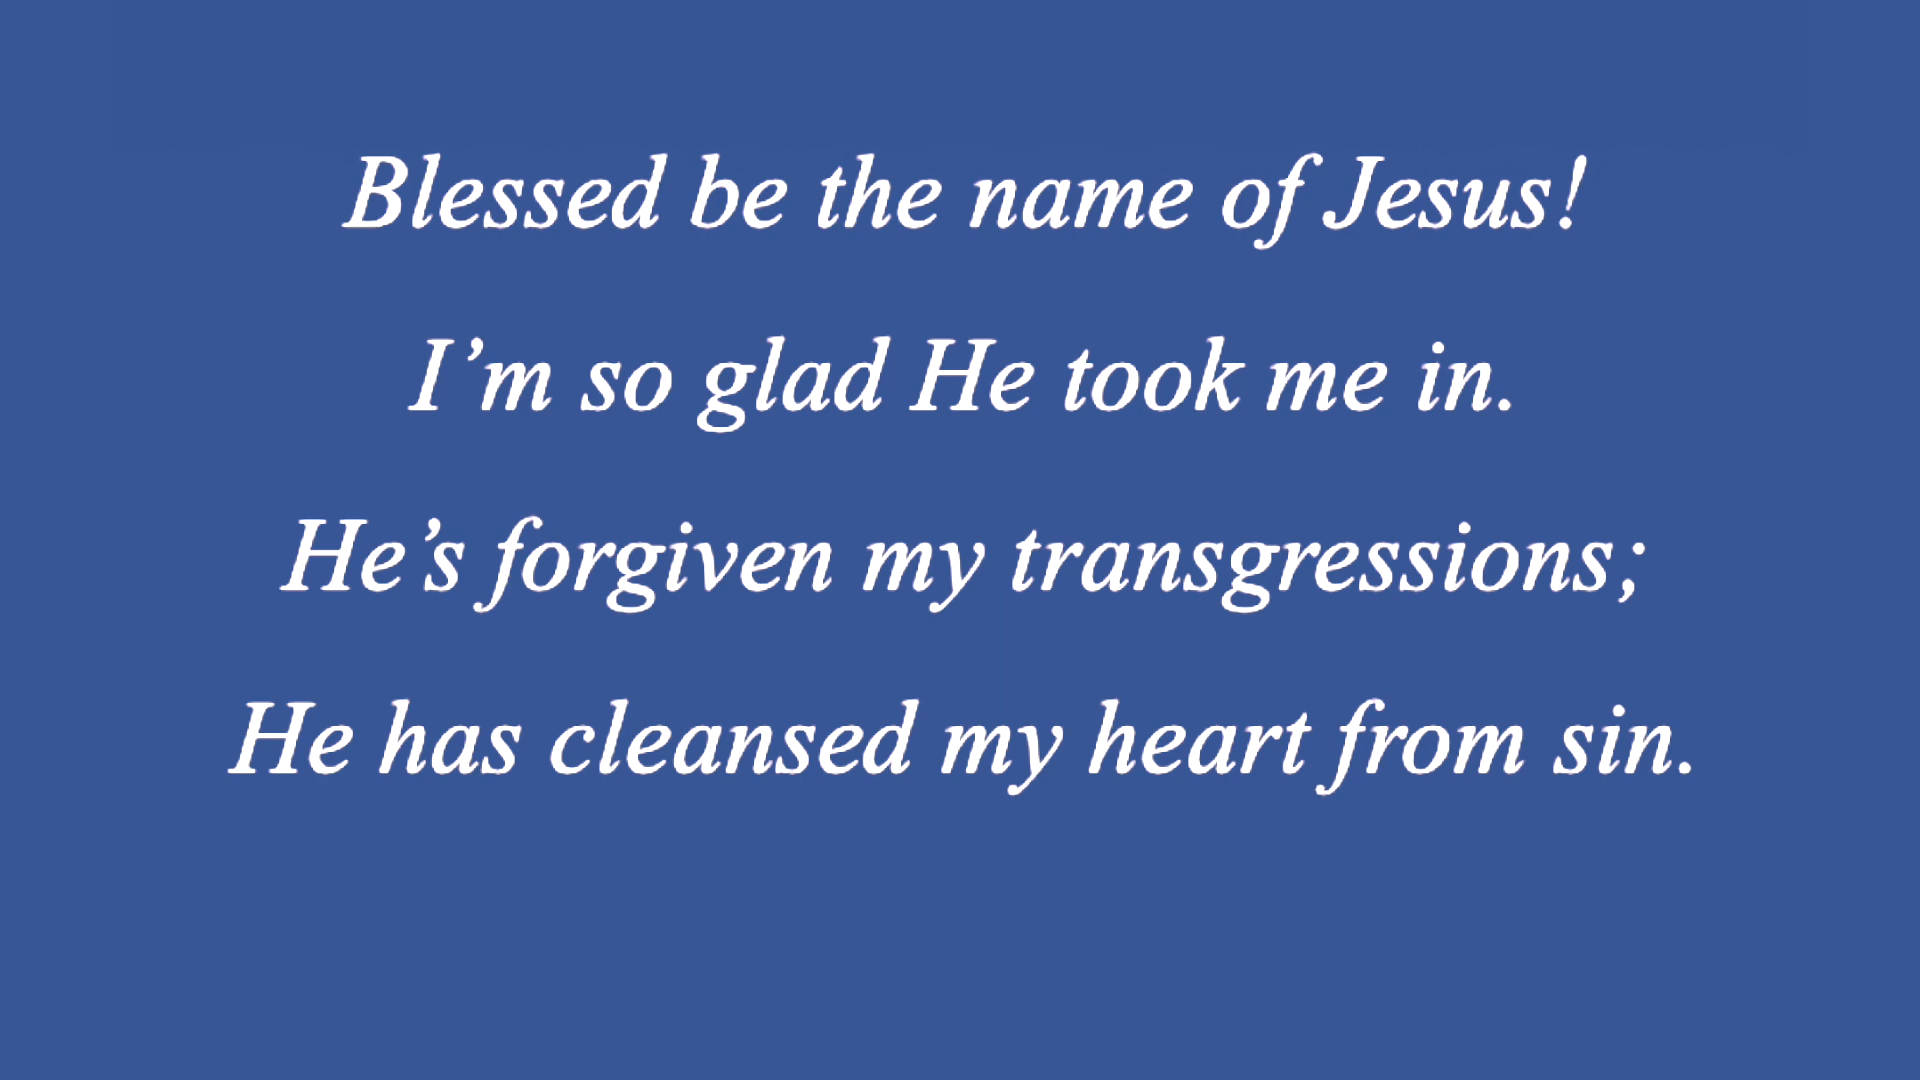 Blessed be the name of Jesus!
I’m so glad He took me in.
He’s forgiven my transgressions;
He has cleansed my heart from sin.